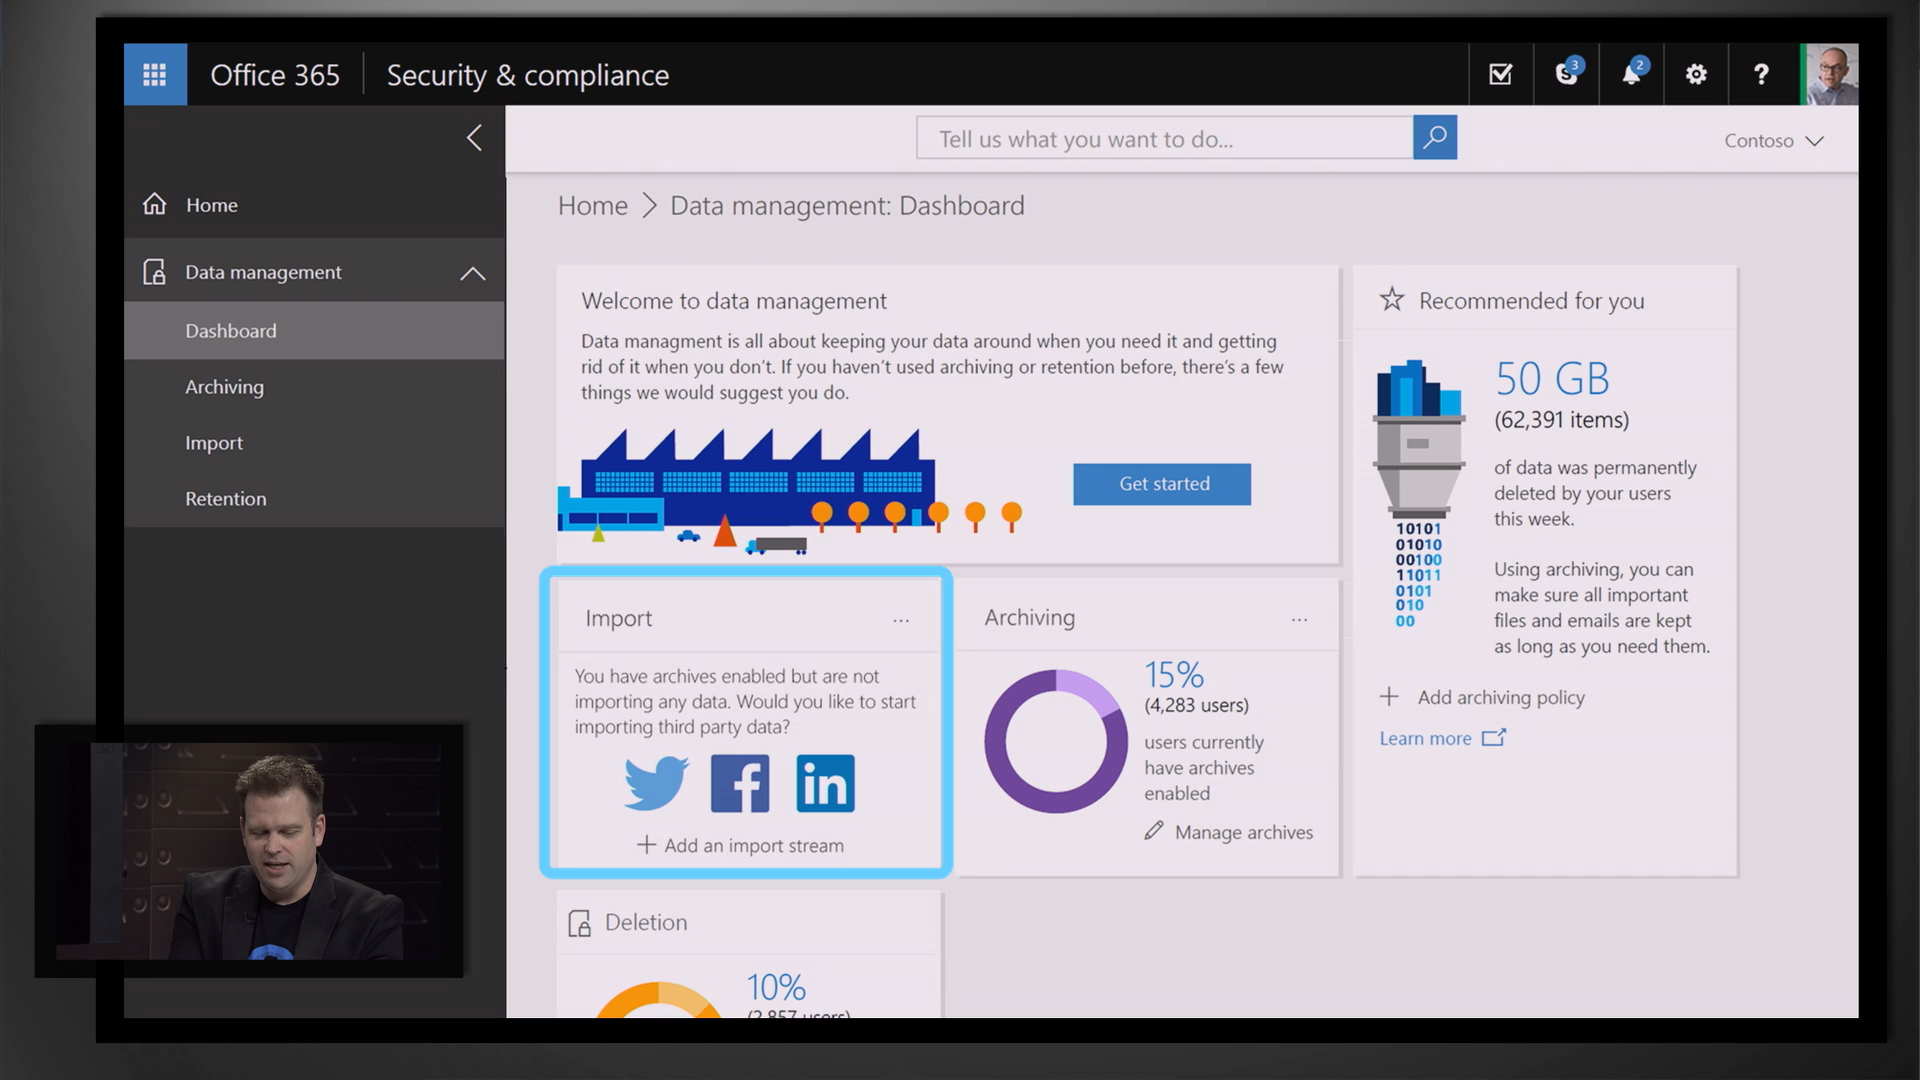 Office 365
Security & compliance
3
2
?
Tell us what you want to do...
Contoso
Home
Data management
Dashboard
Archiving
Import
Retention
Home > Data management: Dashboard
Welcome to data management
Data managment is all about keeping your data around when you need it and getting
rid of it when you don't. If you haven't used archiving or retention before, there's a few
things we would suggest you do.
Get started
Recommended for you
50 GB
(62,391 items)
of data was permanently
deleted by your users
this week.
10101
01010
00100
11011
0101
010
00
Using archiving, you can
make sure all important
files and emails are kept
as long as you need them.
+ Add archiving policy
Learn more
Import
...
You have archives enabled but are not
importing any data. Would you like to start
importing third party data?
f
in
+ Add an import stream
Archiving
...
15%
(4,283 users)
users currently
have archives
enabled
Manage archives
Deletion
10%
(2,857 users)